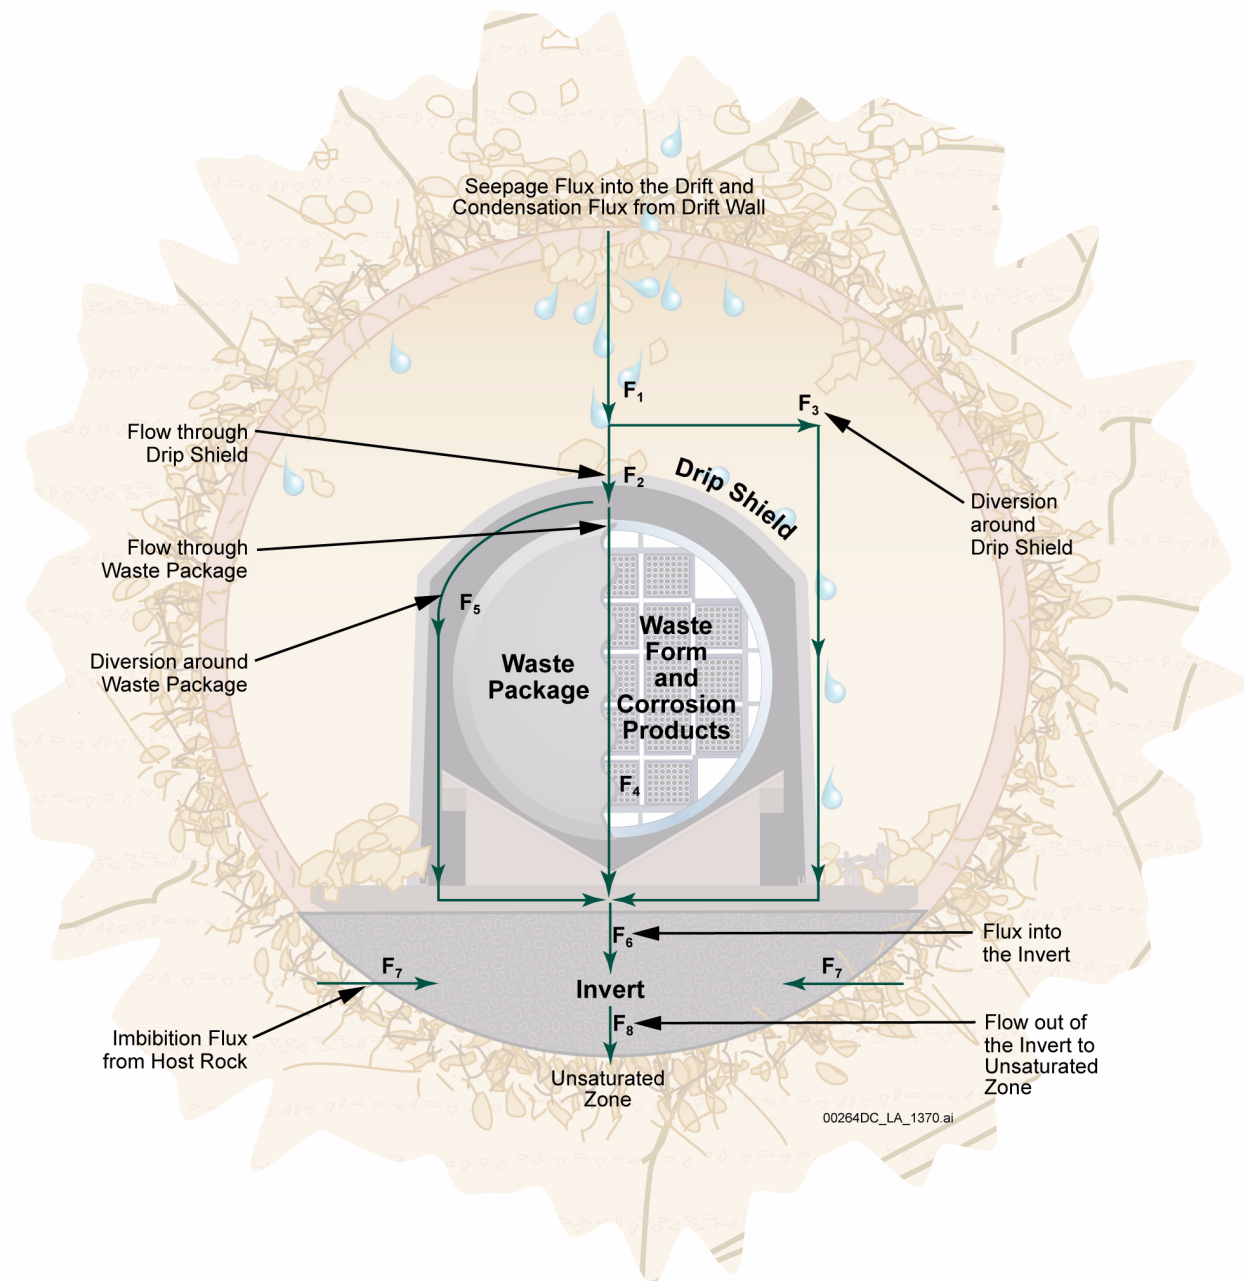 Seepage Flux into the Drift and
Condensation Flux from Drift Wall
F1
F3
Flow through
Drip Shield
F2
Drip Shield
Diversion
around
Drip Shield
Flow through
Waste Package
F5
Diversion around
Waste Package
Waste
Package
Waste
Form
and
Corrosion
Products
F4
F6
Flux into
the Invert
F7
F7
Invert
Imbibition Flux
from Host Rock
F8
Flow out of
the Invert to
Unsaturated
Zone
Unsaturated
Zone
00264DC_LA_1370.ai